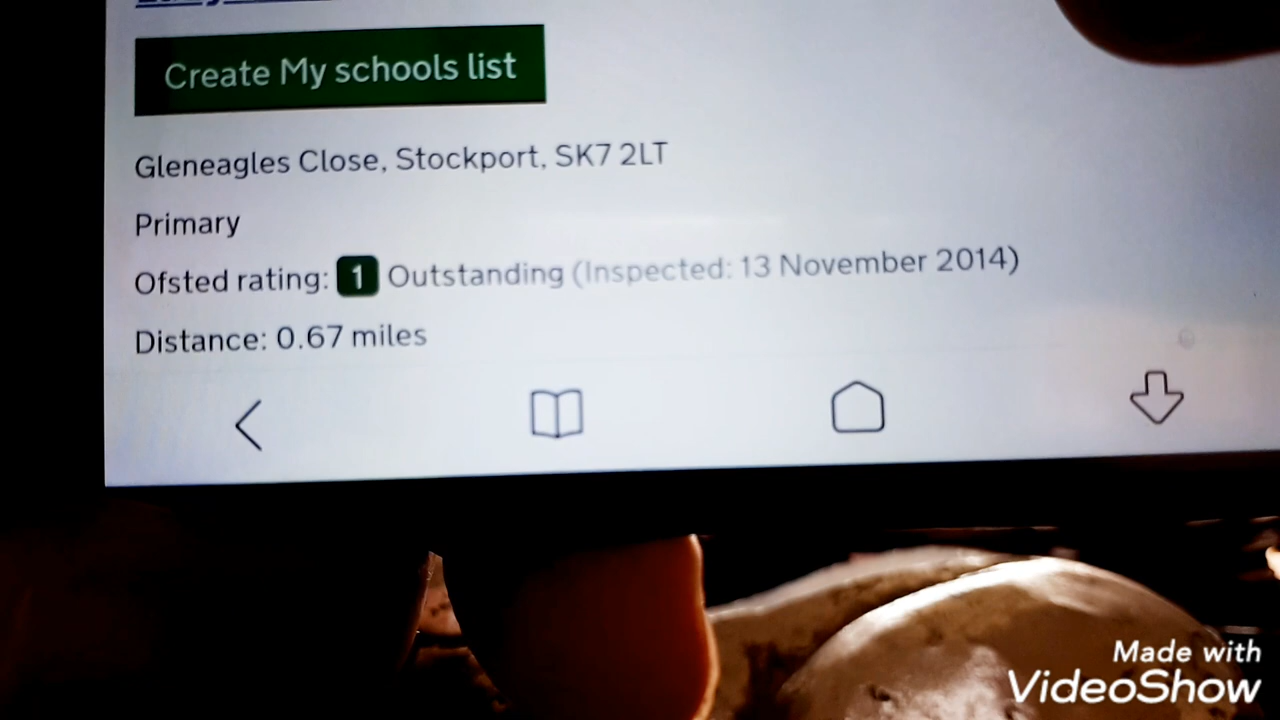 Create My schools list
Gleneagles Close, Stockport, SK7 2LT
Primary
Ofsted rating: 1 Outstanding (Inspected: 13 November 2014)
Distance: 0.67 miles
Made with
VideoShow